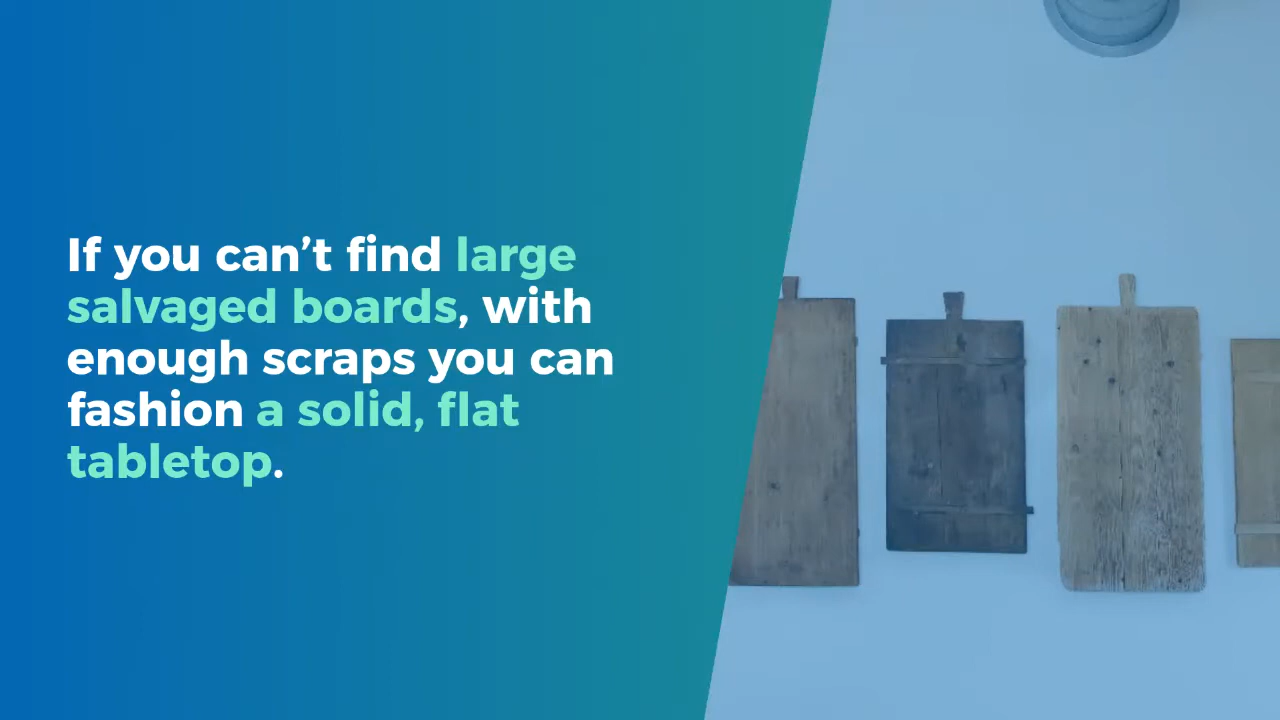 If you can’t find large
salvaged boards, with
enough scraps you can
fashion a solid, flat
tabletop.